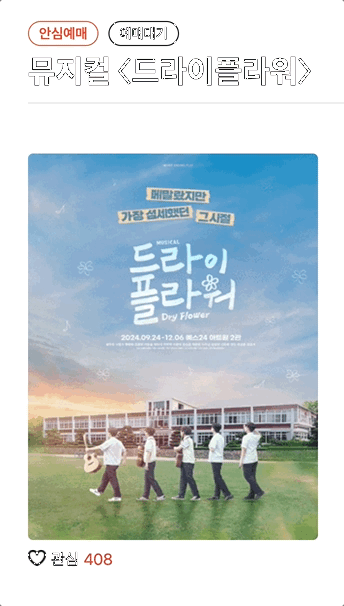 안심예매 예매대기
뮤지컬 <드라이플라워>
메말랐지만
가장 섬세했던 그시절
MUSICAL
드라이
플라워
Dry Flower
2024.09.24-12.06 예스24 아트원 2관
관심 408